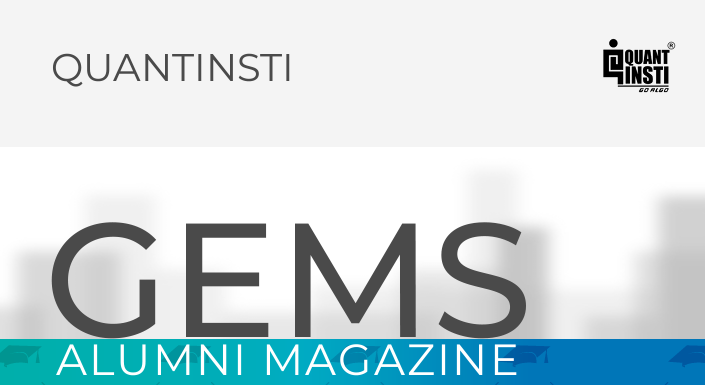 QUANTINSTI
QUANT
INSTI
®
GO ALGO
GEMS
ALUMNI MAGAZINE